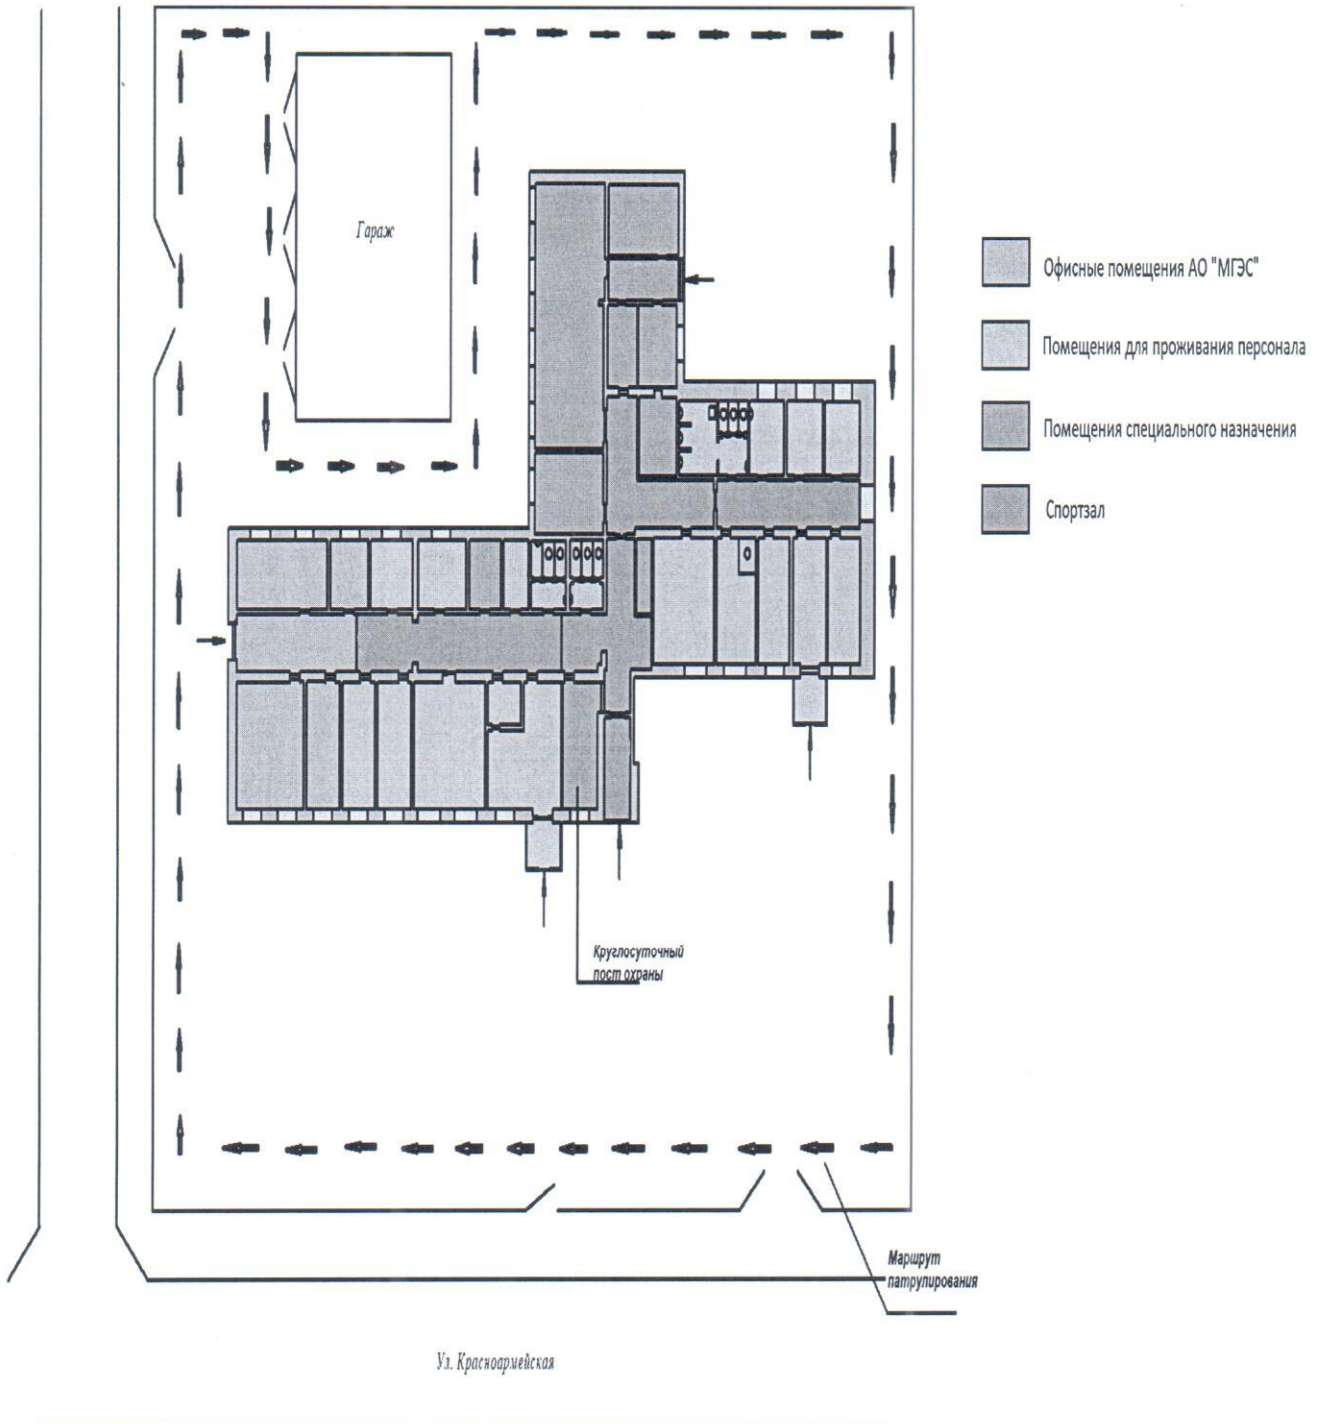 Гараж
Офисные помещения АО "МГЭС"
Помещения для проживания персонала
Помещения специального назначения
Спортзал
Круглосуточный
пост охраны
Маршрут
патрулирования
Ул. Красноармейская